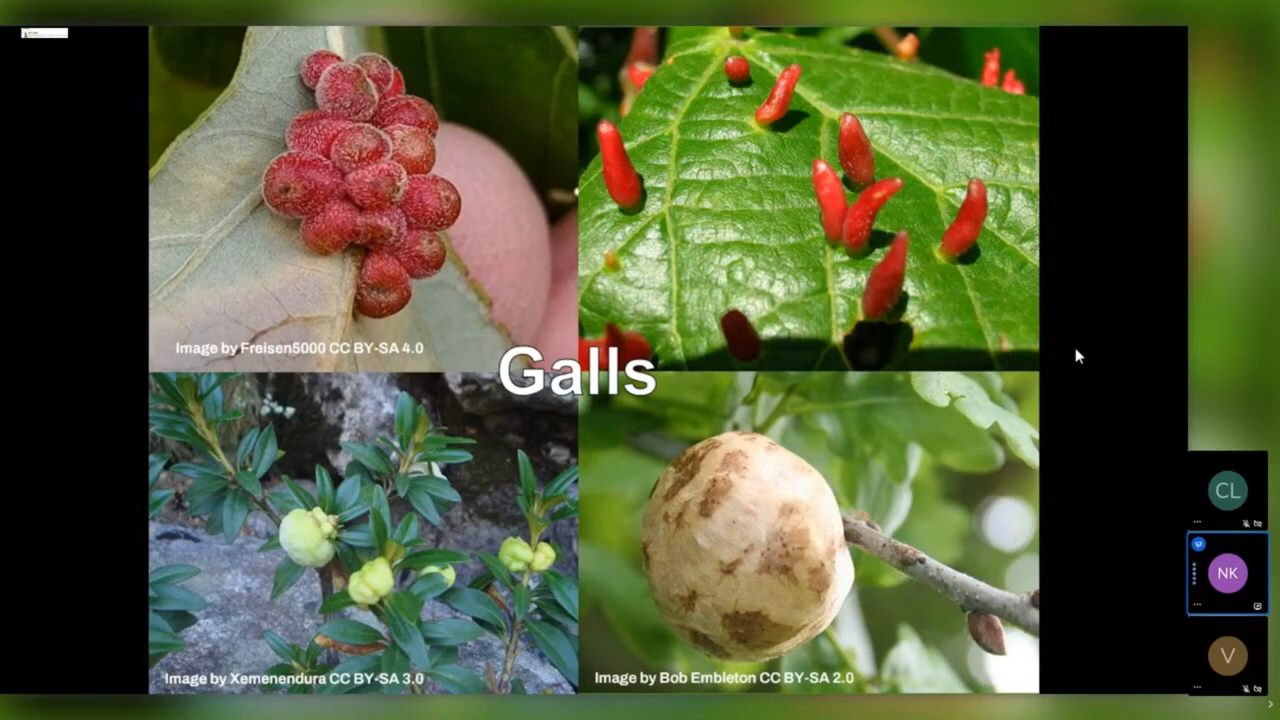 Image by Freisen5000 CC BY-SA 4.0
Galls
Image by Xemenendura CC BY-SA 3.0
Image by Bob Embleton CC BY-SA 2.0
CL
NK
V